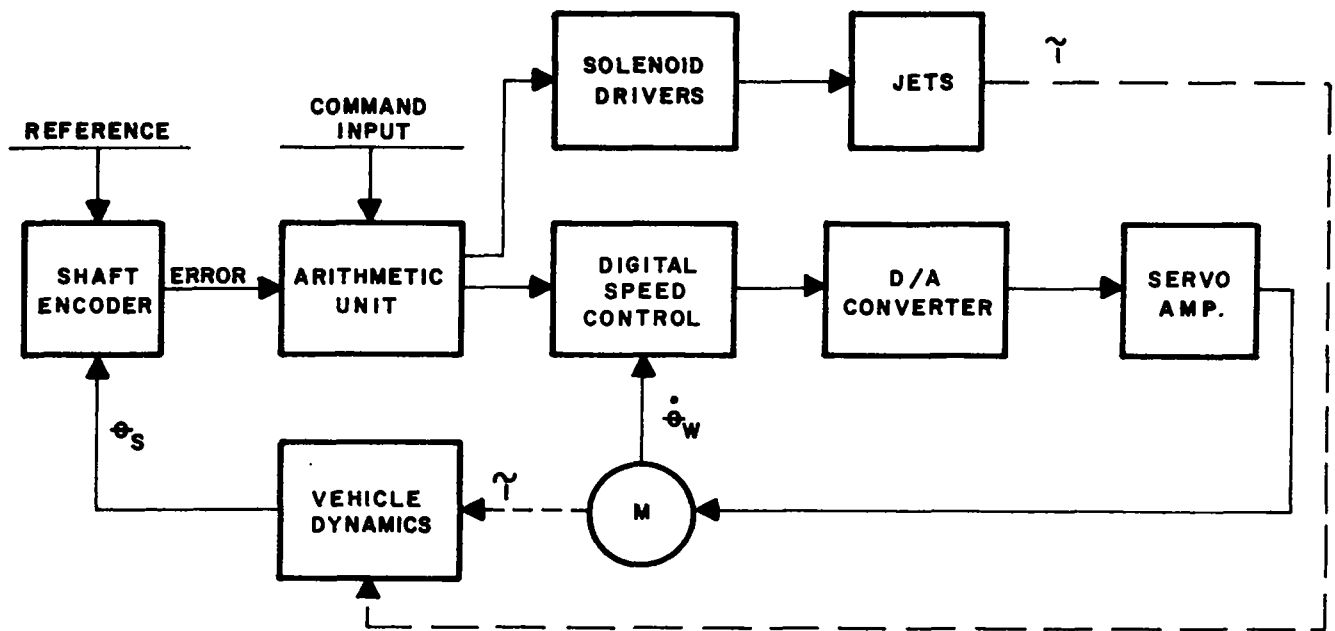 SOLENOID
DRIVERS
JETS
τ̃
REFERENCE
COMMAND
INPUT
SHAFT
ENCODER
ERROR
ARITHMETIC
UNIT
DIGITAL
SPEED
CONTROL
D/A
CONVERTER
SERVO
AMP.
θS
θ̇W
VEHICLE
DYNAMICS
τ̃
M